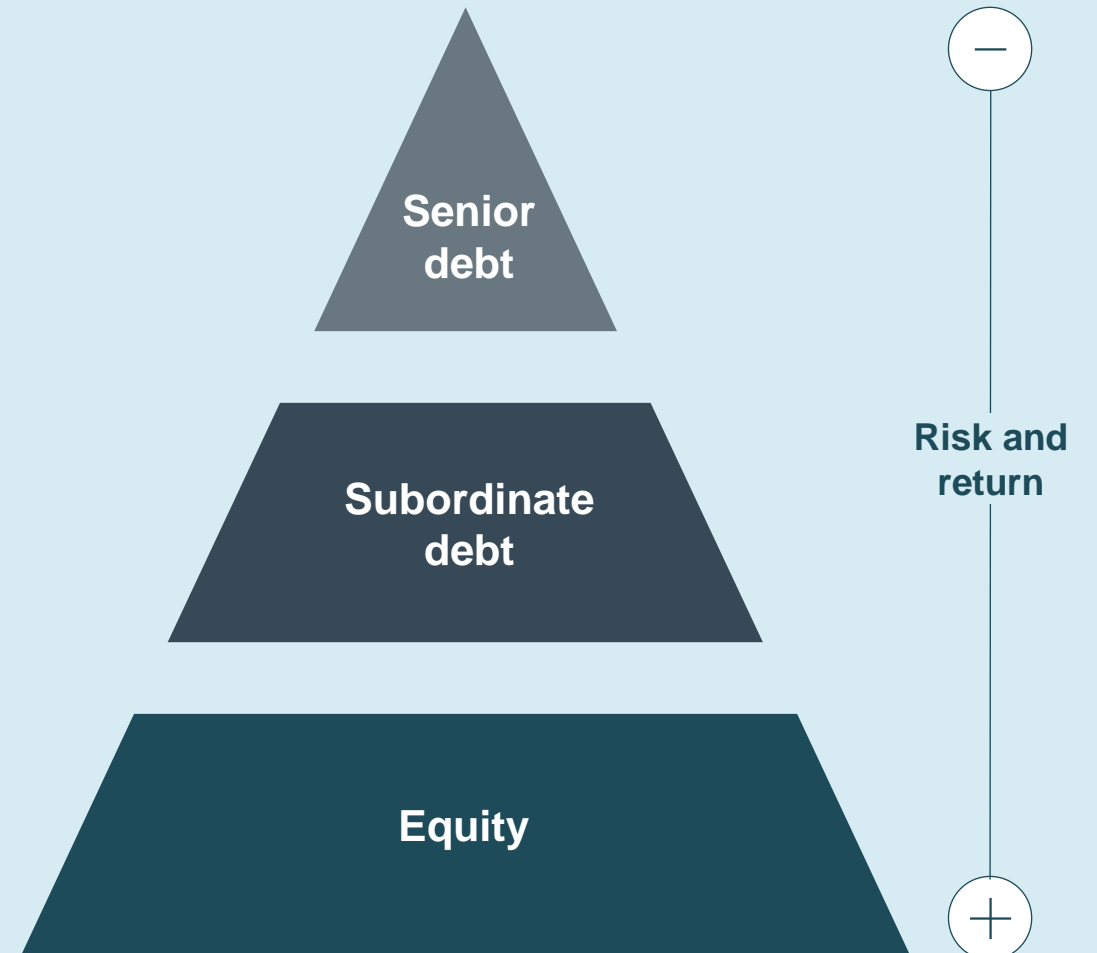 Senior
debt
Risk and
return
Subordinate
debt
Equity